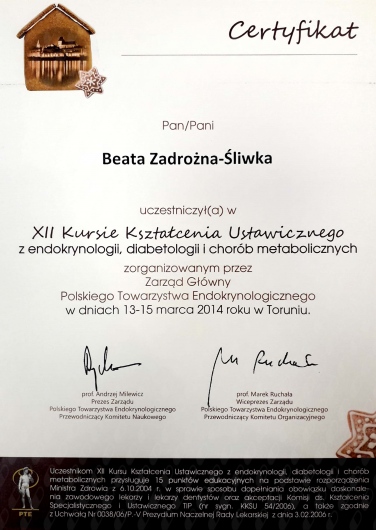 Certyfikat
Pan/Pani
Beata Zadrożna-Śliwka
uczestniczył(a) w
XII Kursie Kształcenia Ustawicznego
z endokrynologii, diabetologii i chorób metabolicznych
zorganizowanym przez
Zarząd Główny
Polskiego Towarzystwa Endokrynologicznego
w dniach 13-15 marca 2014 roku w Toruniu.
prof. Andrzej Milewicz
Prezes Zarządu
Polskiego Towarzystwa Endokrynologicznego
Przewodniczący Komitetu Naukowego
prof. Marek Ruchała
Wiceprezes Zarządu
Polskiego Towarzystwa Endokrynologicznego
Przewodniczący Komitetu Organizacyjnego
Uczestnikom XII Kursu Kształcenia Ustawicznego z endokrynologii, diabetologii i chorób
metabolicznych przysługuje 15 punktów edukacyjnych na podstawie rozporządzenia
Ministra Zdrowia z 6.10.2004 r. w sprawie sposobu dopełniania obowiązku doskonale-
nia zawodowego lekarzy i lekarzy dentystów oraz akceptacji Komisji ds. Kształcenia
Specjalistycznego i Ustawicznego TIP (nr sygn. KKSU 54/2006), a także zgodnie
z Uchwałą Nr 0038/06/P.-V Prezydium Naczelnej Rady Lekarskiej z dnia 3.02.2006 r.
PTE